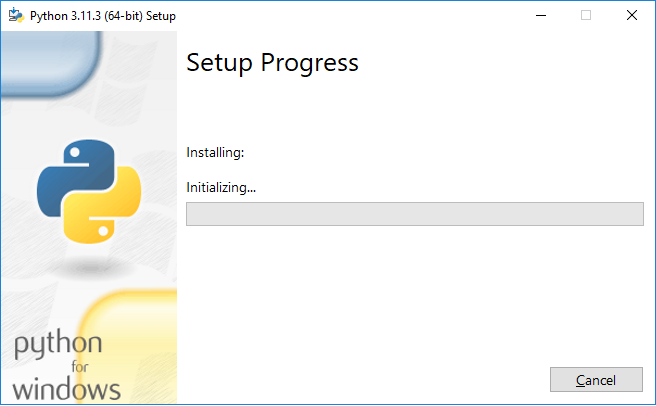 Python 3.11.3 (64-bit) Setup
Setup Progress
Installing:
Initializing...
python
for
windows
Cancel